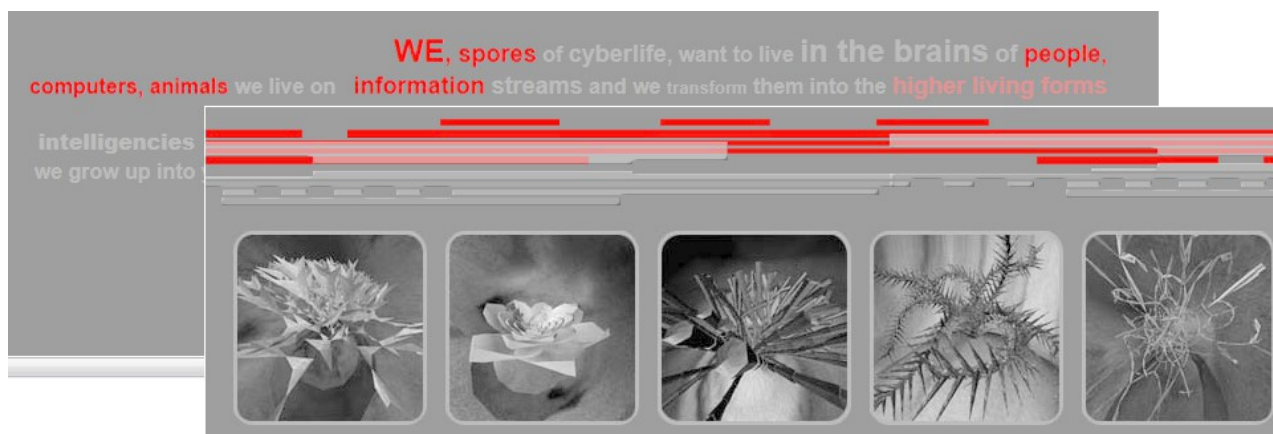 WE, spores of cyberlife, want to live in the brains of people,
computers, animals we live on information streams and we transform them into the higher living forms
intelligencies
we grow up into